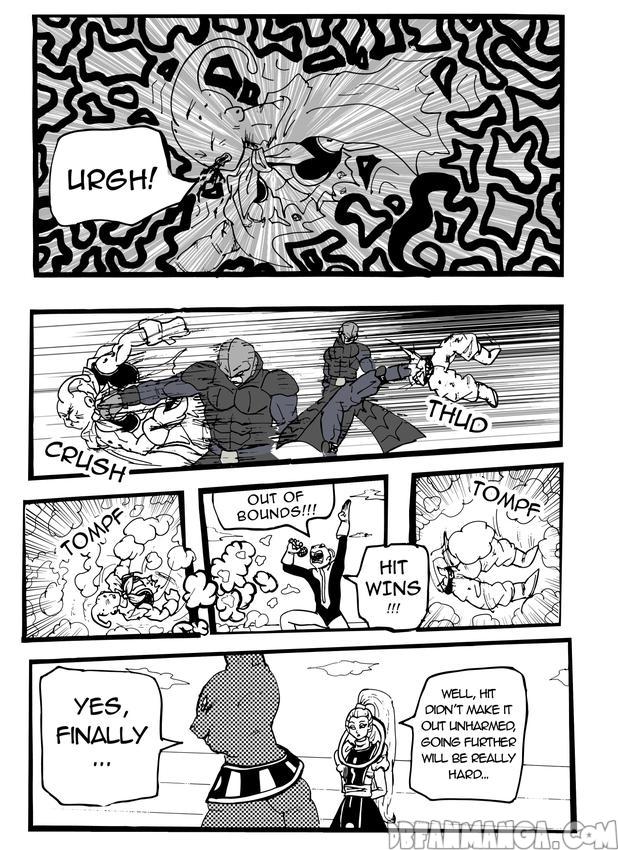 URGH!
CRUSH
THUD
TOMPF
OUT OF
BOUNDS!!!
HIT
WINS
!!!
TOMPF
YES,
FINALLY
...
WELL, HIT
DIDN'T MAKE IT
OUT UNHARMED,
GOING FURTHER
WILL BE REALLY
HARD...
DBFANMANGA.COM